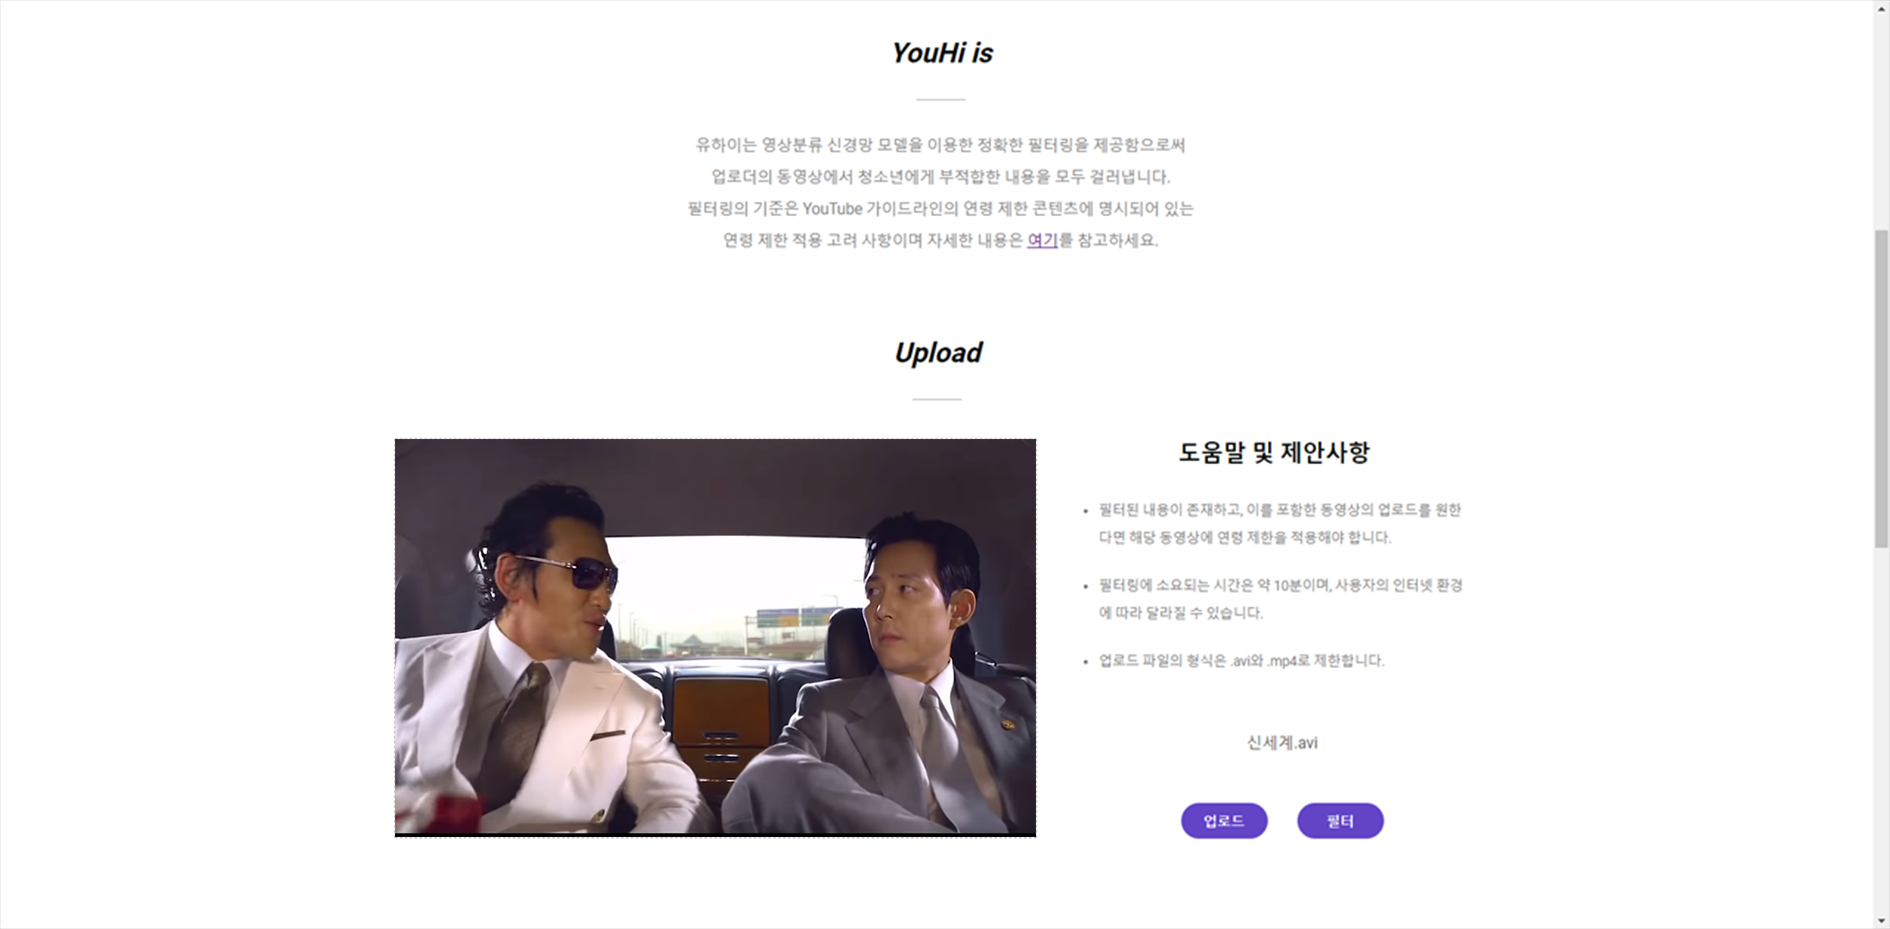 YouHi is
유하이는 영상분류 신경망 모델을 이용한 정확한 필터링을 제공함으로써
업로더의 동영상에서 청소년에게 부적합한 내용을 모두 걸러냅니다.
필터링의 기준은 YouTube 가이드라인의 연령 제한 콘텐츠에 명시되어 있는
연령 제한 적용 고려 사항이며 자세한 내용은 여기를 참고하세요.
Upload
도움말 및 제안사항
• 필터된 내용이 존재하고, 이를 포함한 동영상의 업로드를 원한
다면 해당 동영상에 연령 제한을 적용해야 합니다.
• 필터링에 소요되는 시간은 약 10분이며, 사용자의 인터넷 환경
에 따라 달라질 수 있습니다.
• 업로드 파일의 형식은 .avi와 .mp4로 제한합니다.
신세계.avi
업로드
필터